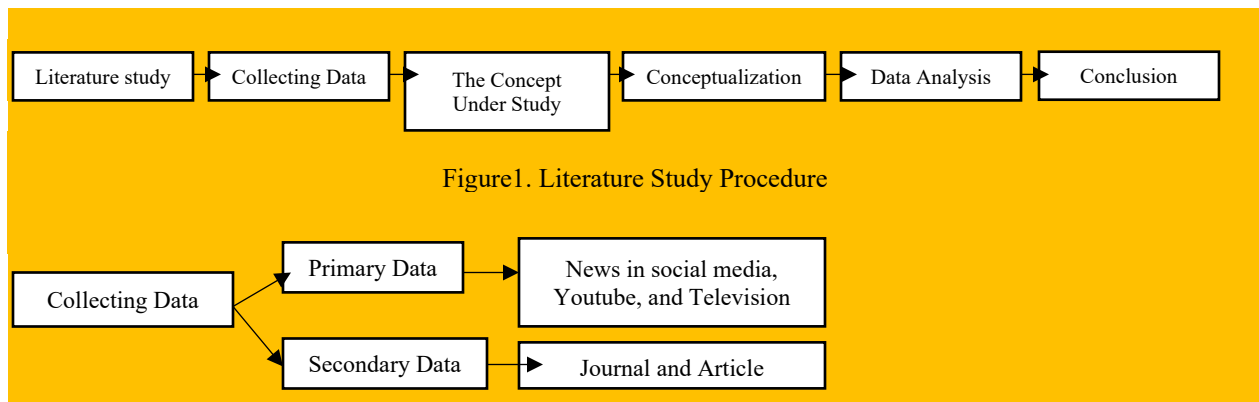 Literature study
Collecting Data
The Concept
Under Study
Conceptualization
Data Analysis
Conclusion
Figure1. Literature Study Procedure
Collecting Data
Primary Data
News in social media,
Youtube, and Television
Secondary Data
Journal and Article